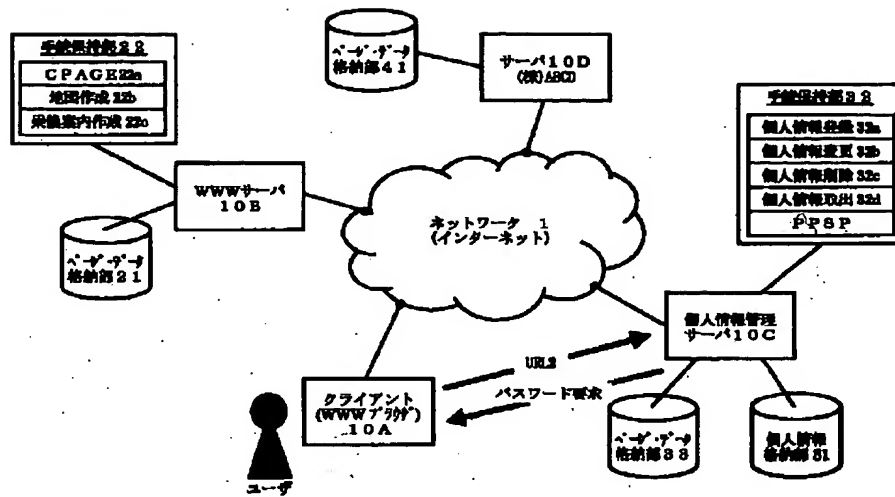 手続保持部22
CPAGE22a
地図作成22b
乗換案内作成22c
ページ・データ
格納部41
サーバ10D
(株)ABCD
手続保持部32
個人情報登録32a
個人情報変更32b
個人情報削除32c
個人情報取出32d
PPSP
WWWサーバ
10B
ページ・データ
格納部21
ネットワーク 1
(インターネット)
個人情報管理
サーバ10C
URL2
パスワード要求
クライアント
(WWWブラウザ)
10A
ユーザ
ページ・データ
格納部33
個人情報
格納部31